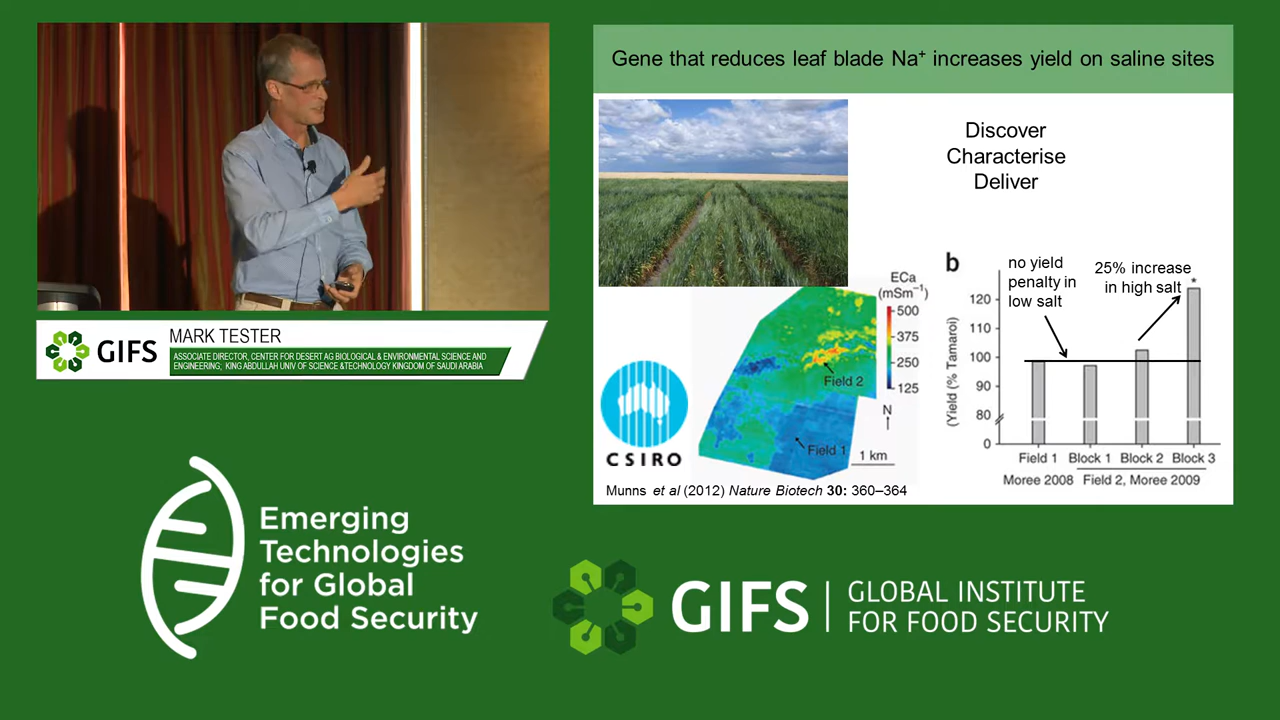 Gene that reduces leaf blade Na⁺ increases yield on saline sites
Discover
Characterise
Deliver
ECa
(mSm⁻¹)
500
375
250
125
Field 2
Field 1
N
1 km
CSIRO
Munns et al (2012) Nature Biotech 30: 360–364
b
no yield
penalty in
low salt
25% increase
in high salt
*
(Yield (% Tamaroi)
120
110
100
90
80
0
Field 1
Block 1
Block 2
Block 3
Moree 2008
Field 2, Moree 2009
GIFS
MARK TESTER
ASSOCIATE DIRECTOR, CENTER FOR DESERT AG BIOLOGICAL & ENVIRONMENTAL SCIENCE AND
ENGINEERING; KING ABDULLAH UNIV OF SCIENCE &TECHNOLOGY KINGDOM OF SAUDI ARABIA
Emerging
Technologies
for Global
Food Security
GIFS
GLOBAL INSTITUTE
FOR FOOD SECURITY